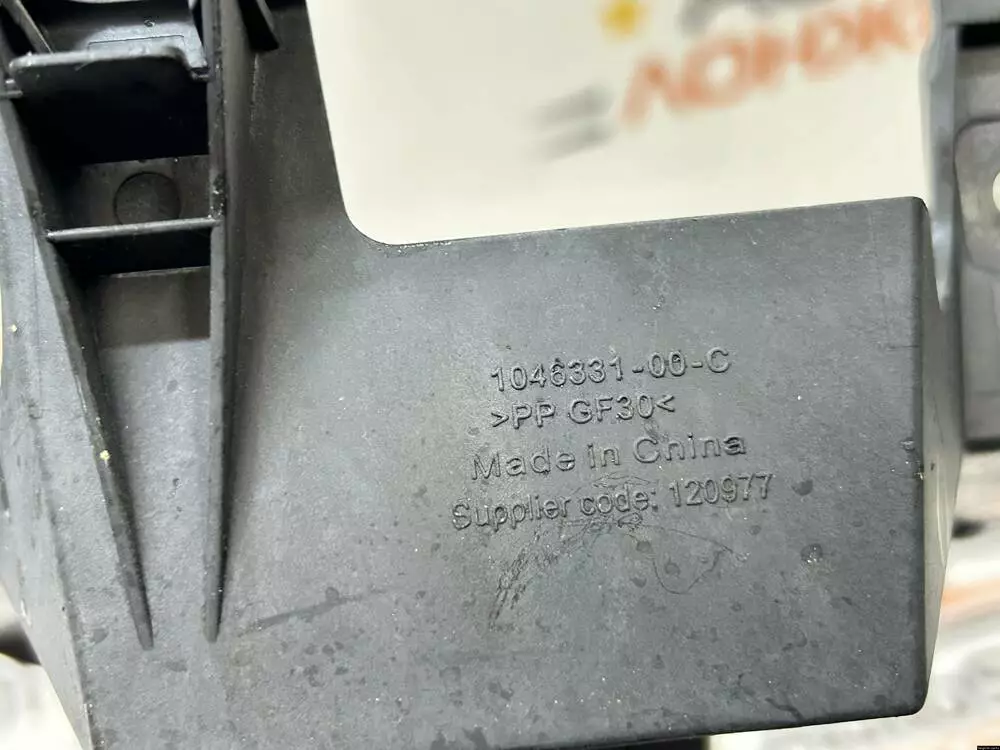 1046331-00-C
>PP GF30<
Made in China
Supplier code: 120977